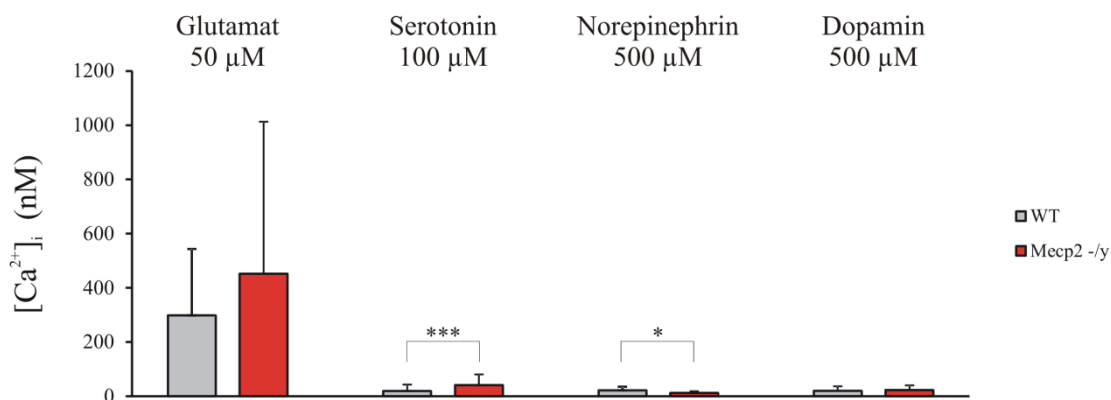 Glutamat
50 µM
Serotonin
100 µM
Norepinephrin
500 µM
Dopamin
500 µM
1200
1000
800
600
400
200
0
[Ca²⁺]ᵢ (nM)
***
*
WT
Mecp2 -/y